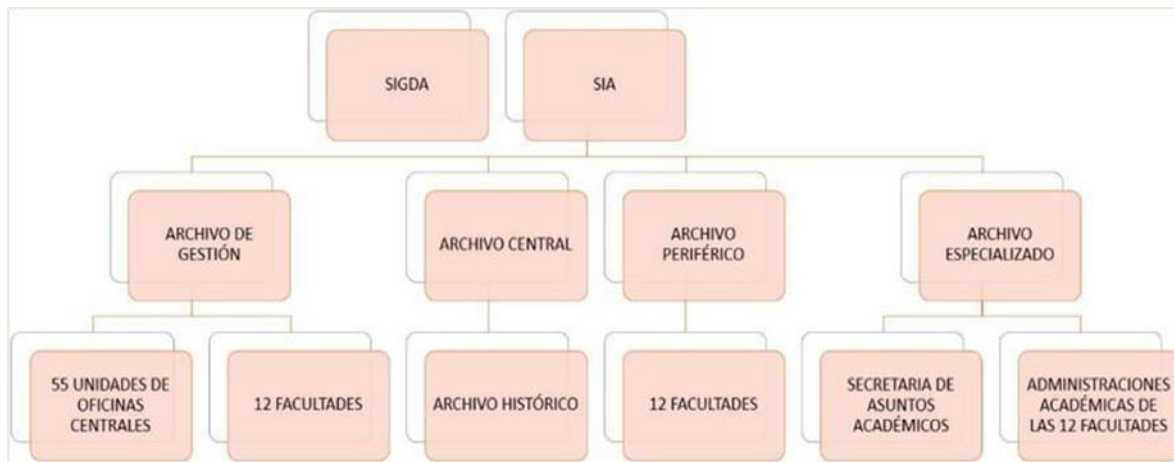 SIGDA
SIA
ARCHIVO DE
GESTIÓN
ARCHIVO CENTRAL
ARCHIVO
PERIFÉRICO
ARCHIVO
ESPECIALIZADO
55 UNIDADES DE
OFICINAS
CENTRALES
12 FACULTADES
ARCHIVO HISTÓRICO
12 FACULTADES
SECRETARIA DE
ASUNTOS
ACADÉMICOS
ADMINISTRACIONES
ACADÉMICAS DE
LAS 12 FACULTADES